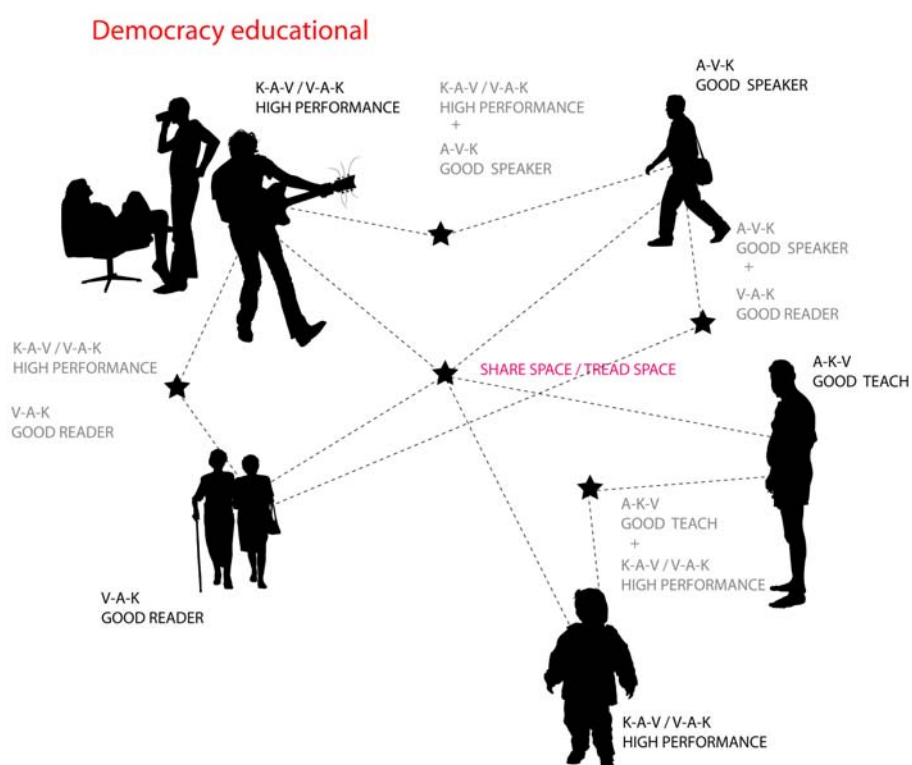 Democracy educational
K-A-V / V-A-K
HIGH PERFORMANCE
K-A-V / V-A-K
HIGH PERFORMANCE
+
A-V-K
GOOD SPEAKER
A-V-K
GOOD SPEAKER
A-V-K
GOOD SPEAKER
+
V-A-K
GOOD READER
K-A-V / V-A-K
HIGH PERFORMANCE
V-A-K
GOOD READER
SHARE SPACE / TREAD SPACE
A-K-V
GOOD TEACH
A-K-V
GOOD TEACH
+
K-A-V / V-A-K
HIGH PERFORMANCE
V-A-K
GOOD READER
K-A-V / V-A-K
HIGH PERFORMANCE